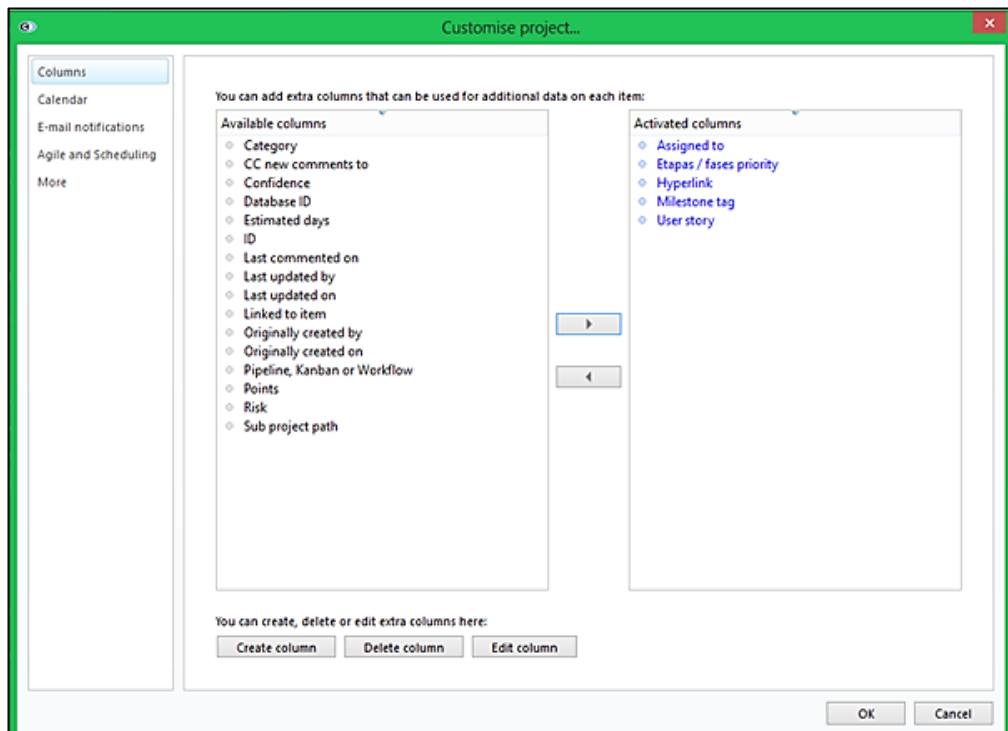 Customise project...
Columns
Calendar
E-mail notifications
Agile and Scheduling
More
You can add extra columns that can be used for additional data on each item:
Available columns
Category
CC new comments to
Confidence
Database ID
Estimated days
ID
Last commented on
Last updated by
Last updated on
Linked to item
Originally created by
Originally created on
Pipeline, Kanban or Workflow
Points
Risk
Sub project path
Activated columns
Assigned to
Etapas / fases priority
Hyperlink
Milestone tag
User story
You can create, delete or edit extra columns here:
Create column Delete column Edit column
OK Cancel